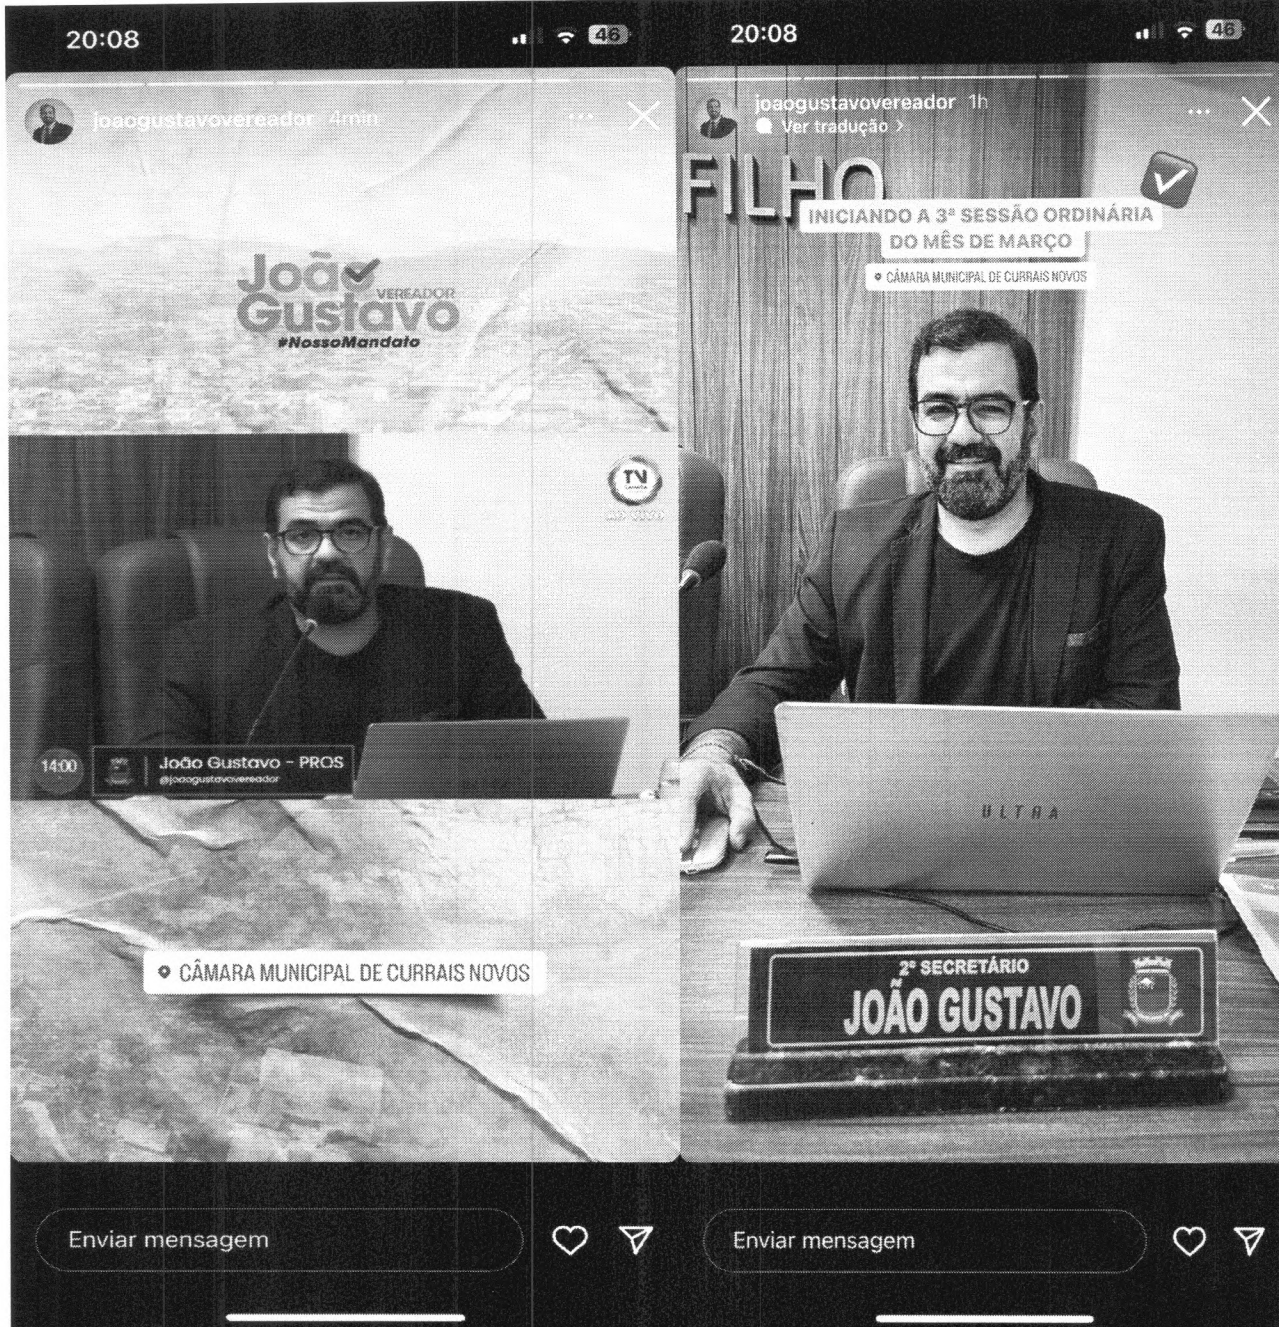 20:08
46
joaogustavovereador 4min
João
VEREADOR
Gustavo
#NossoMandato
TV
14:00
João Gustavo - PROS
@joaogustavovereador
CÂMARA MUNICIPAL DE CURRAIS NOVOS
Enviar mensagem
20:08
46
joaogustavovereador 1h
Ver tradução >
FILHO
INICIANDO A 3ª SESSÃO ORDINÁRIA
DO MÊS DE MARÇO
CÂMARA MUNICIPAL DE CURRAIS NOVOS
ULTRA
2º SECRETÁRIO
JOÃO GUSTAVO
Enviar mensagem